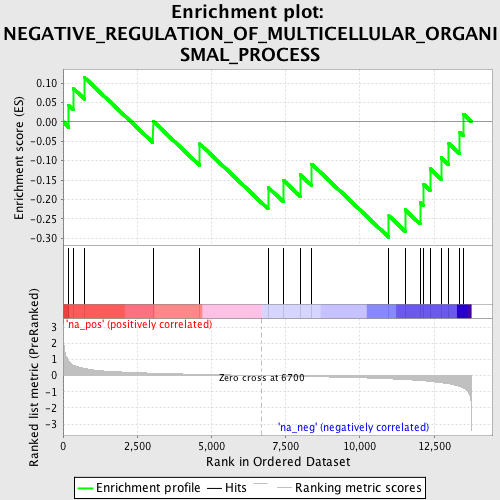 Enrichment plot:
NEGATIVE_REGULATION_OF_MULTICELLULAR_ORGANI
SMAL_PROCESS
Enrichment score (ES)
0.10
0.05
0.00
-0.05
-0.10
-0.15
-0.20
-0.25
-0.30
'na_pos' (positively correlated)
Ranked list metric (PreRanked)
3
2
1
0
-1
-2
-3
Zero cross at 6700
'na_neg' (negatively correlated)
0
2,500
5,000
7,500
10,000
12,500
Rank in Ordered Dataset
Enrichment profile
Hits
Ranking metric scores